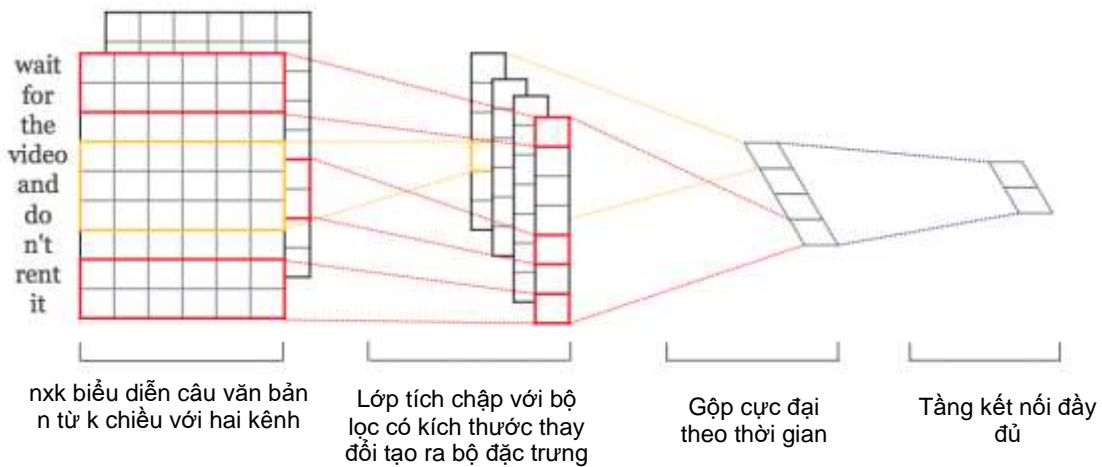 wait
for
the
video
and
do
n't
rent
it
nxk biểu diễn câu văn bản
n từ k chiều với hai kênh
Lớp tích chập với bộ
lọc có kích thước thay
đổi tạo ra bộ đặc trưng
Gộp cực đại
theo thời gian
Tầng kết nối đầy
đủ